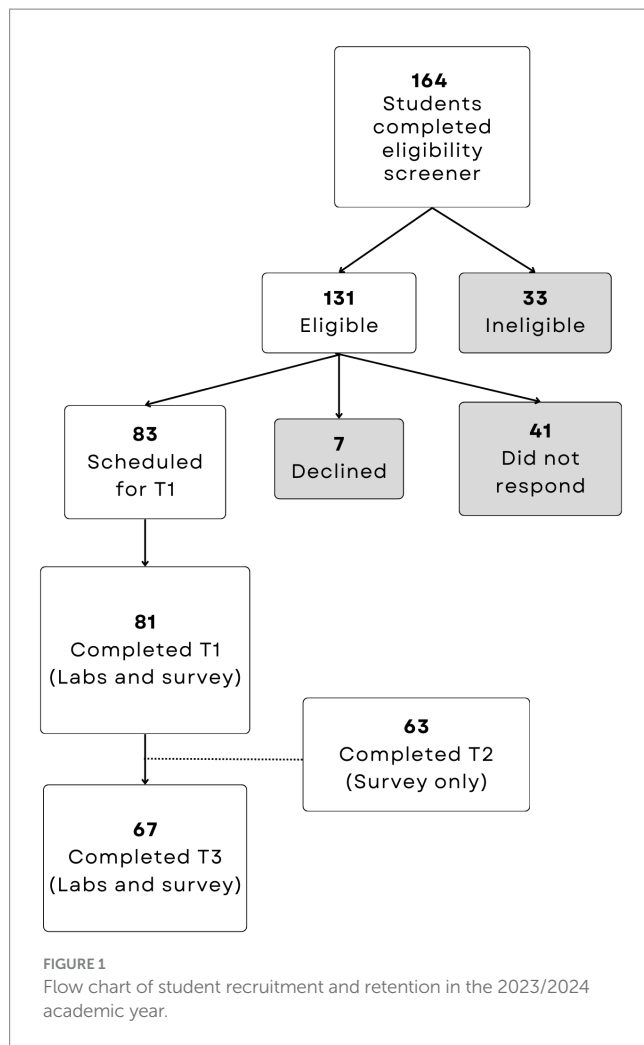 164
Students
completed
eligibility
screener
131
Eligible
33
Ineligible
83
Scheduled
for T1
7
Declined
41
Did not
respond
81
Completed T1
(Labs and survey)
63
Completed T2
(Survey only)
67
Completed T3
(Labs and survey)
FIGURE 1
Flow chart of student recruitment and retention in the 2023/2024
academic year.